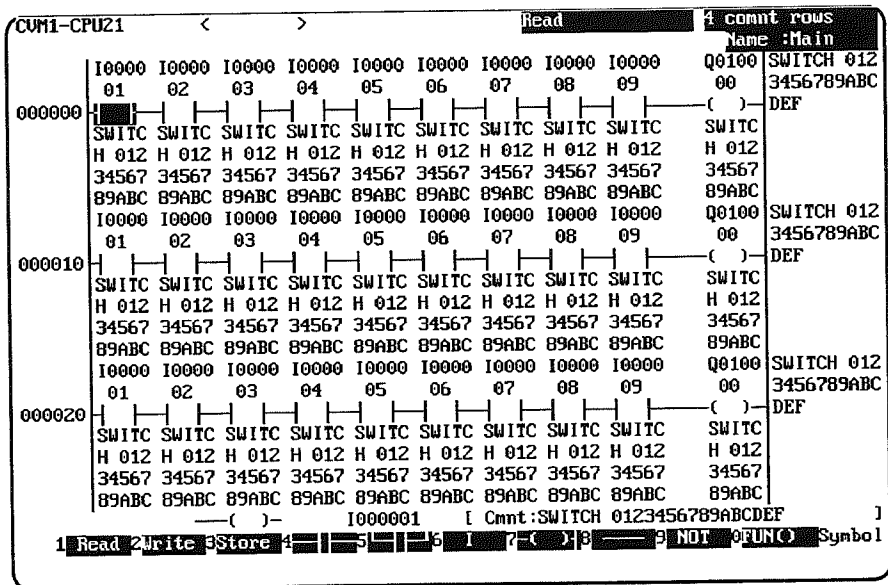 CVM1-CPU21 < > Read 4 comnt rows
Name :Main
I0000 I0000 I0000 I0000 I0000 I0000 I0000 I0000 I0000 Q0100 SWITCH 012
01 02 03 04 05 06 07 08 09 00 3456789ABC
000000 ( ) DEF
SWITC SWITC SWITC SWITC SWITC SWITC SWITC SWITC SWITC SWITC
H 012 H 012 H 012 H 012 H 012 H 012 H 012 H 012 H 012 H 012
34567 34567 34567 34567 34567 34567 34567 34567 34567 34567
89ABC 89ABC 89ABC 89ABC 89ABC 89ABC 89ABC 89ABC 89ABC 89ABC
I0000 I0000 I0000 I0000 I0000 I0000 I0000 I0000 I0000 Q0100 SWITCH 012
01 02 03 04 05 06 07 08 09 00 3456789ABC
000010 ( ) DEF
SWITC SWITC SWITC SWITC SWITC SWITC SWITC SWITC SWITC SWITC
H 012 H 012 H 012 H 012 H 012 H 012 H 012 H 012 H 012 H 012
34567 34567 34567 34567 34567 34567 34567 34567 34567 34567
89ABC 89ABC 89ABC 89ABC 89ABC 89ABC 89ABC 89ABC 89ABC 89ABC
I0000 I0000 I0000 I0000 I0000 I0000 I0000 I0000 I0000 Q0100 SWITCH 012
01 02 03 04 05 06 07 08 09 00 3456789ABC
000020 ( ) DEF
SWITC SWITC SWITC SWITC SWITC SWITC SWITC SWITC SWITC SWITC
H 012 H 012 H 012 H 012 H 012 H 012 H 012 H 012 H 012 H 012
34567 34567 34567 34567 34567 34567 34567 34567 34567 34567
89ABC 89ABC 89ABC 89ABC 89ABC 89ABC 89ABC 89ABC 89ABC 89ABC
( ) I000001 [ Cmnt:SWITCH 0123456789ABCDEF ]
1 Read 2Write 3Store 4 5 6 I 7 ( ) 8 9 NOT 0FUN() Symbol